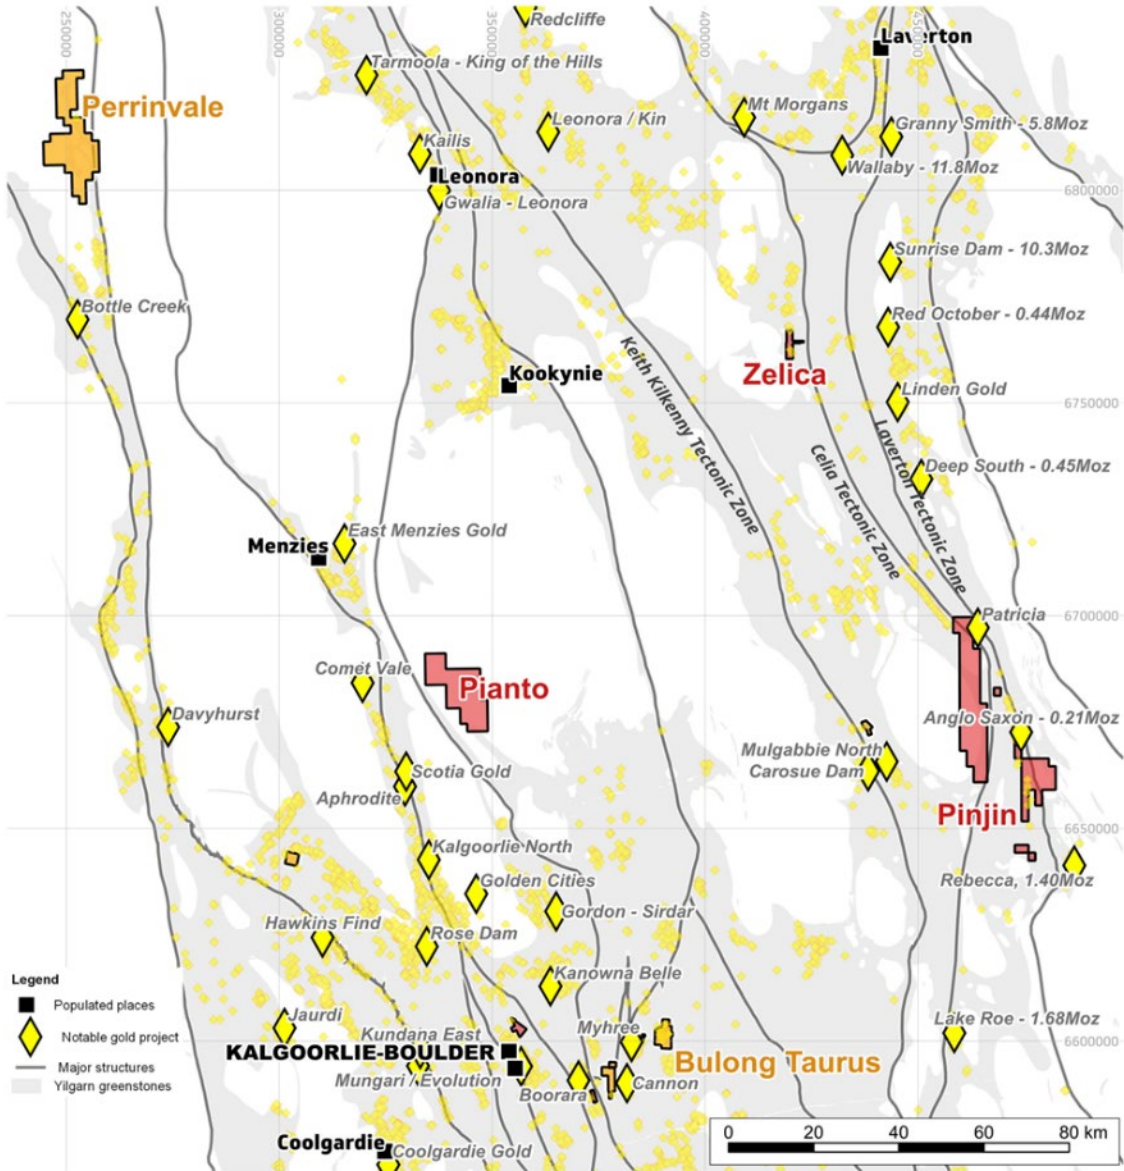 Redcliffe
2500000
3000000
3500000
4000000
4500000
Laverton
Tarmoola - King of the Hills
Perrinvale
Mt Morgans
Leonora / Kin
Granny Smith - 5.8Moz
Kailis
Wallaby - 11.8Moz
Leonora
6800000
Gwalia - Leonora
Sunrise Dam - 10.3Moz
Bottle Creek
Red October - 0.44Moz
Keith Kilkenny Tectonic Zone
Zelica
Kookynie
Linden Gold
6750000
Celia Tectonic Zone
Laverton Tectonic Zone
Deep South - 0.45Moz
East Menzies Gold
Menzies
Patricia
6700000
Comet Vale
Pianto
Davyhurst
Anglo Saxon - 0.21Moz
Mulgabbie North
Scotia Gold
Carosue Dam
Aphrodite
Pinjin
6650000
Kalgoorlie North
Golden Cities
Rebecca, 1.40Moz
Gordon - Sirdar
Hawkins Find
Rose Dam
Kanowna Belle
Legend
Populated places
Notable gold project
Major structures
Yilgarn greenstones
Jaurdi
Kundana East
Myhree
Lake Roe - 1.68Moz
6600000
KALGOORLIE-BOULDER
Bulong Taurus
Mungari / Evolution
Boorara
Cannon
Coolgardie
Coolgardie Gold
0 20 40 60 80 km